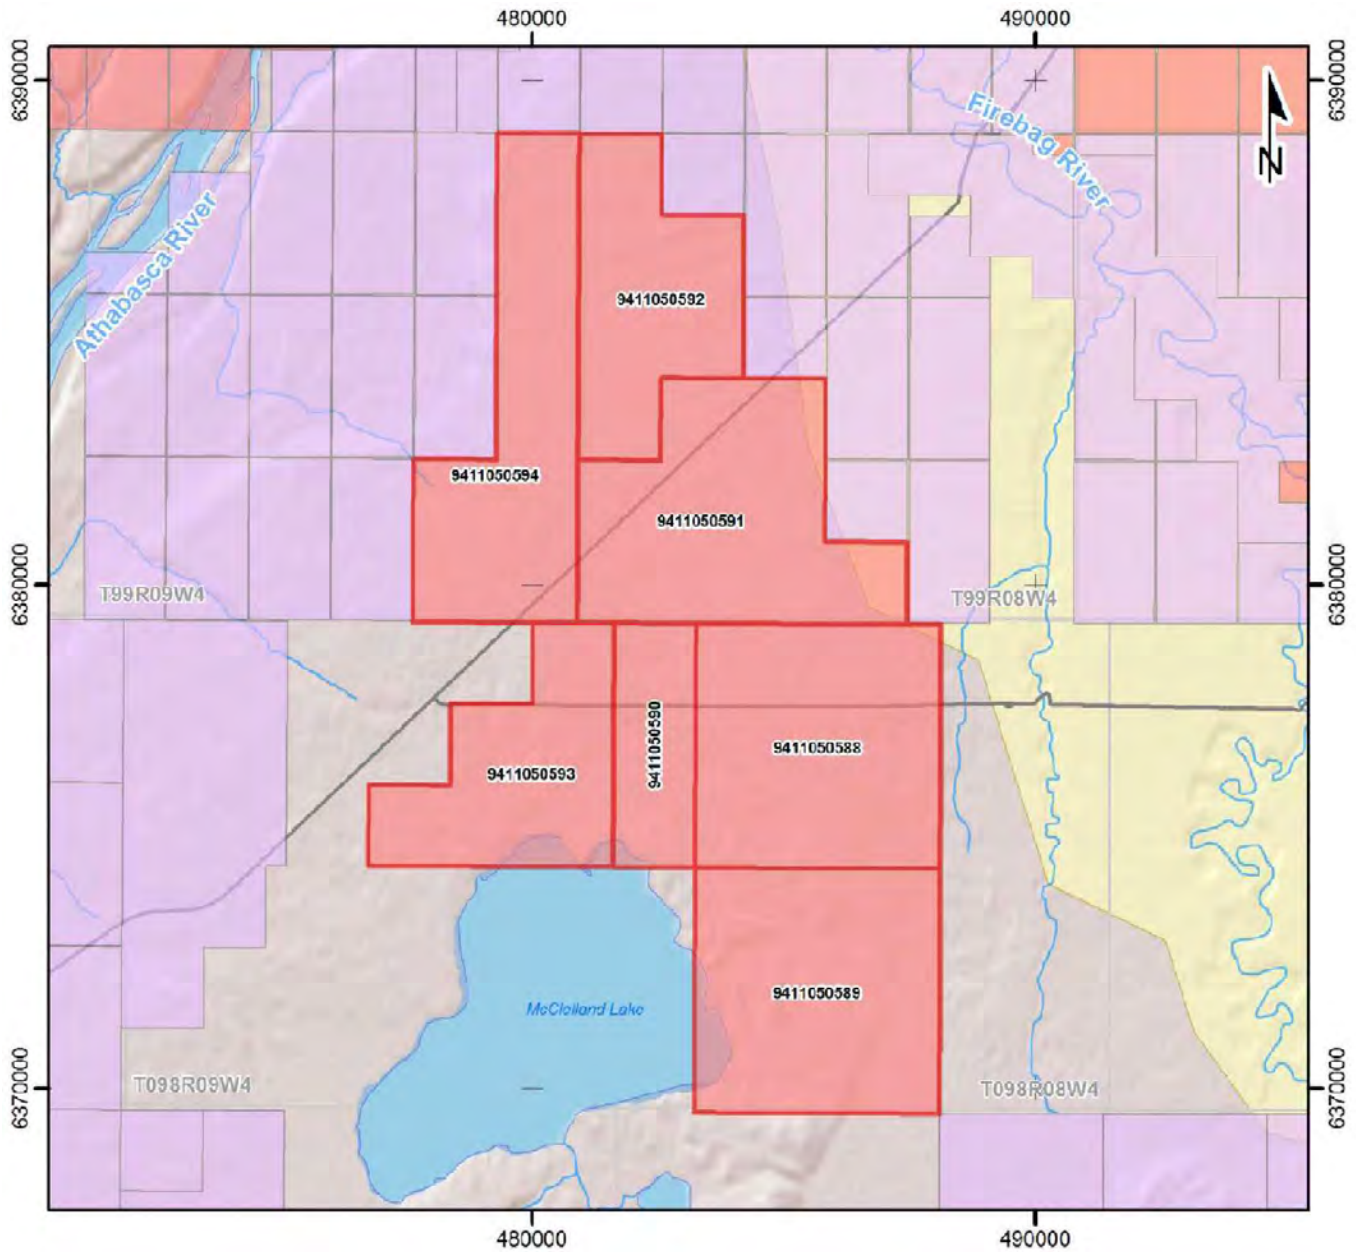 480000
490000
6390000
6390000
Firebag River
N
Athabasca River
9411050592
9411050594
9411050591
6380000
6380000
T99R09W4
T99R08W4
9411050590
9411050588
9411050593
9411050589
McClelland Lake
6370000
6370000
T098R09W4
T098R08W4
480000
490000